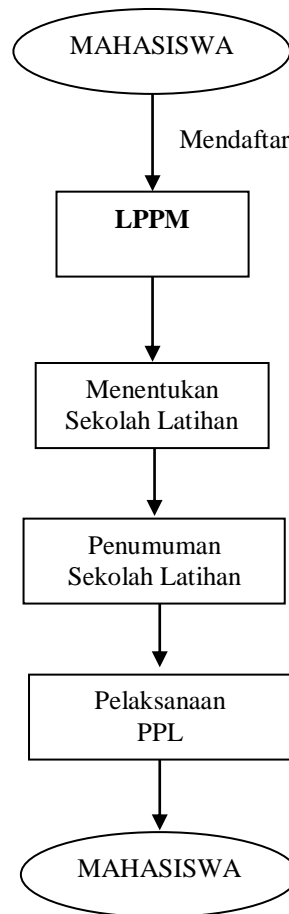 MAHASISWA
Mendaftar
LPPM
Menentukan
Sekolah Latihan
Penumuman
Sekolah Latihan
Pelaksanaan
PPL
MAHASISWA